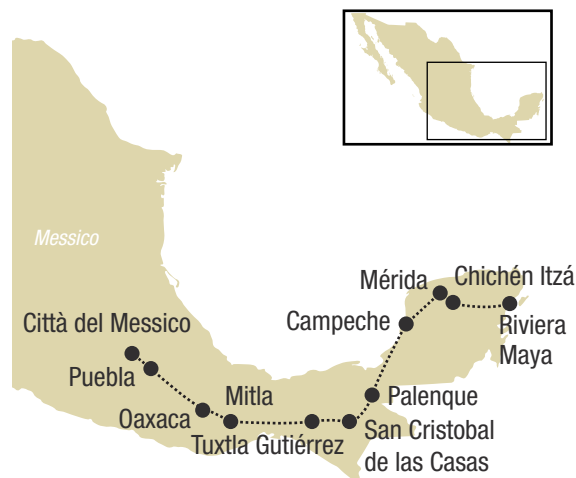 Messico
Mérida
Chichén Itzá
Città del Messico
Campeche
Riviera
Maya
Puebla
Mitla
Palenque
Oaxaca
Tuxtla Gutiérrez
San Cristobal
de las Casas